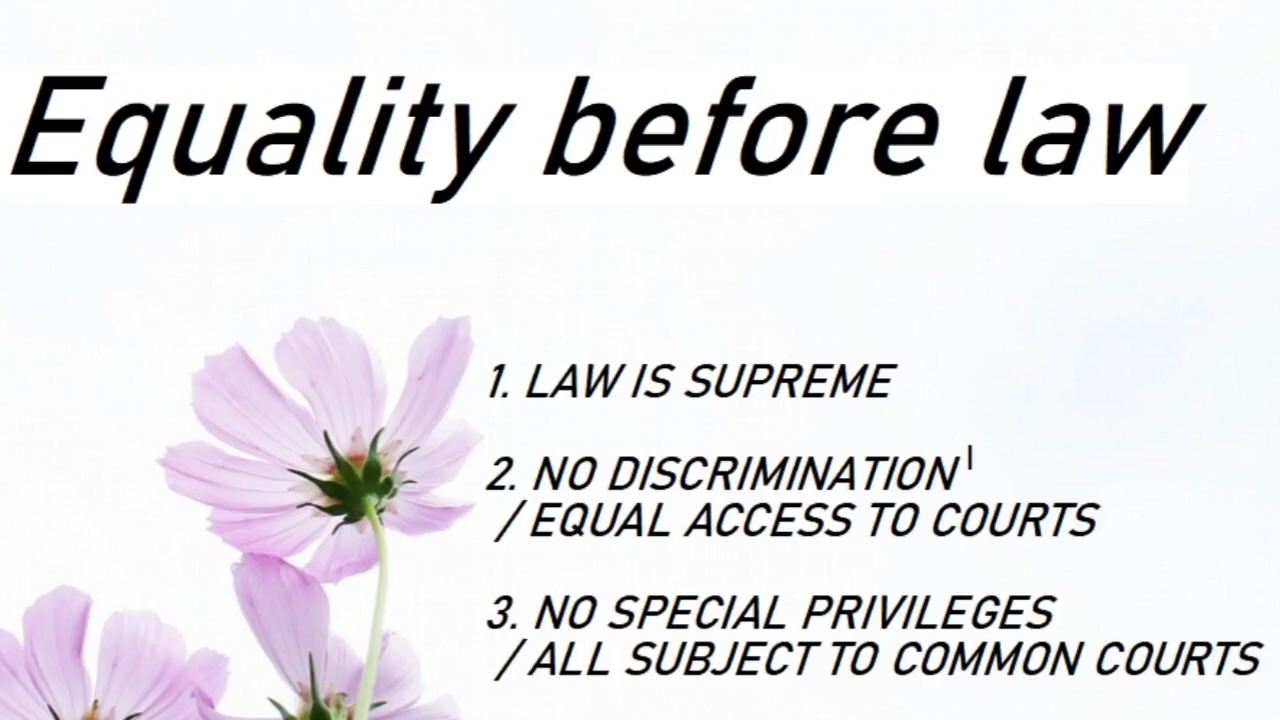 Equality before law
1. LAW IS SUPREME
2. NO DISCRIMINATION
/ EQUAL ACCESS TO COURTS
3. NO SPECIAL PRIVILEGES
/ ALL SUBJECT TO COMMON COURTS